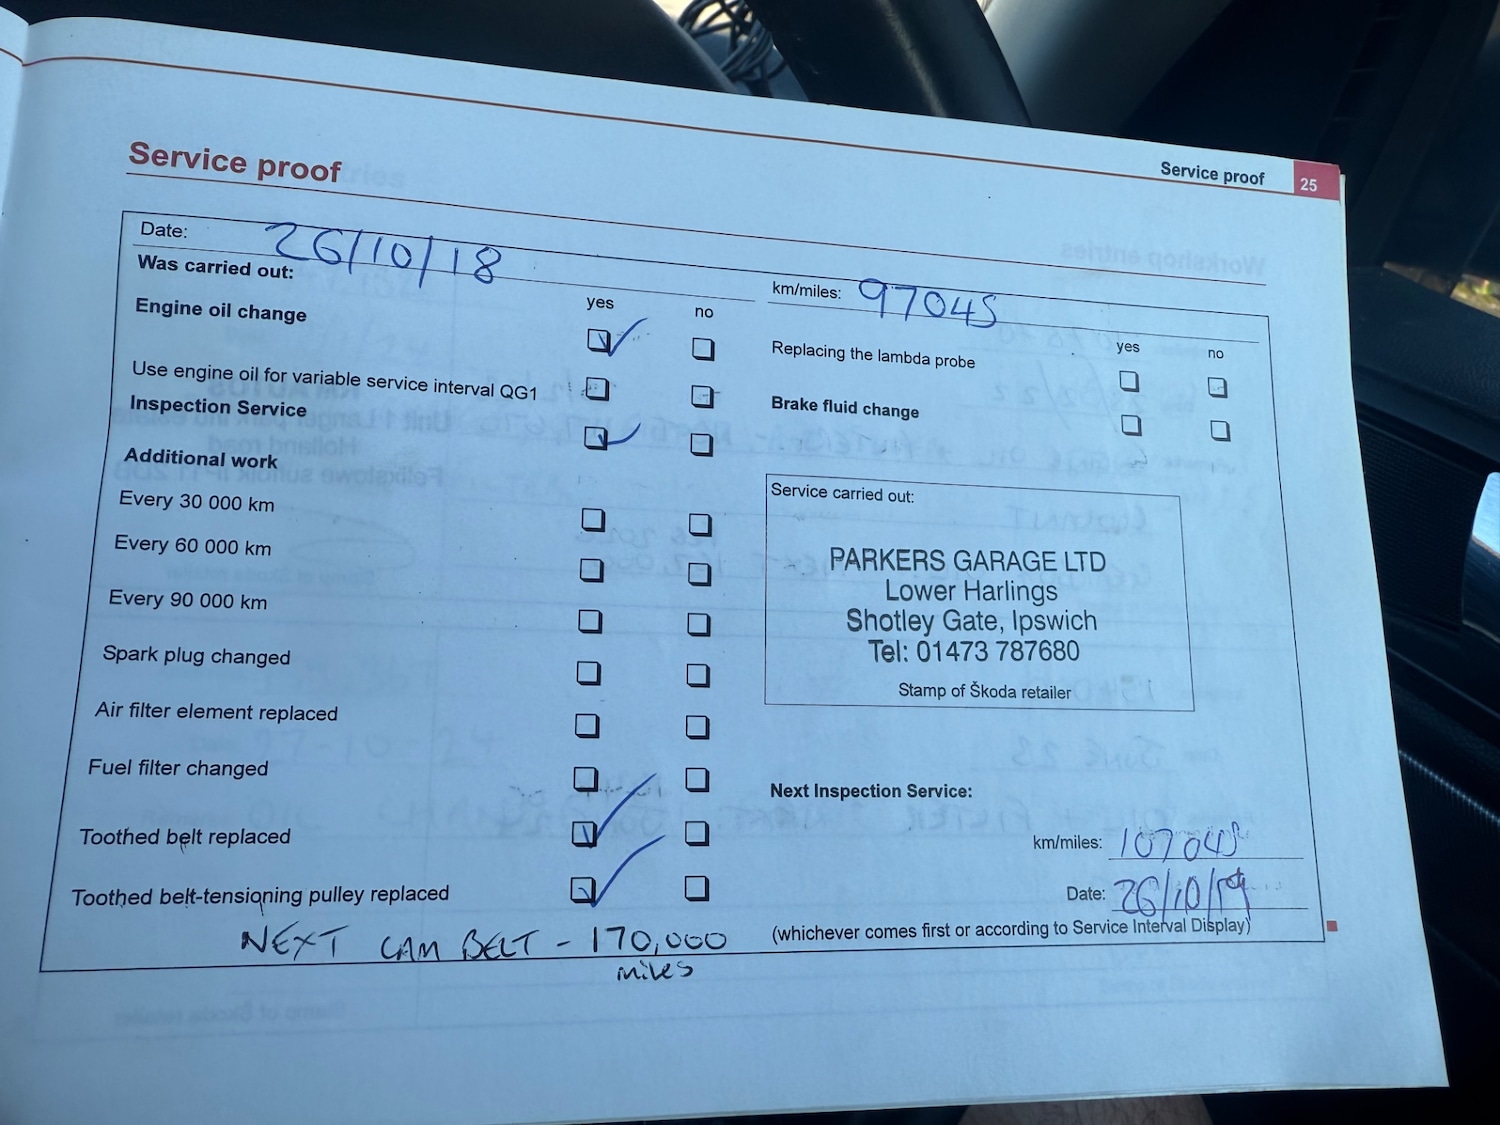 Service proof
25
Service proof
Date: 26/10/18
km/miles: 97045
Was carried out:
yes no
Engine oil change
Use engine oil for variable service interval QG1
Inspection Service
Additional work
Every 30 000 km
Every 60 000 km
Every 90 000 km
Spark plug changed
Air filter element replaced
Fuel filter changed
Toothed belt replaced
Toothed belt-tensioning pulley replaced
NEXT CAM BELT - 170,000
miles
yes no
Replacing the lambda probe
Brake fluid change
Service carried out:
PARKERS GARAGE LTD
Lower Harlings
Shotley Gate, Ipswich
Tel: 01473 787680
Stamp of Škoda retailer
Next Inspection Service:
km/miles: 107045
Date: 26/10/19
(whichever comes first or according to Service Interval Display)